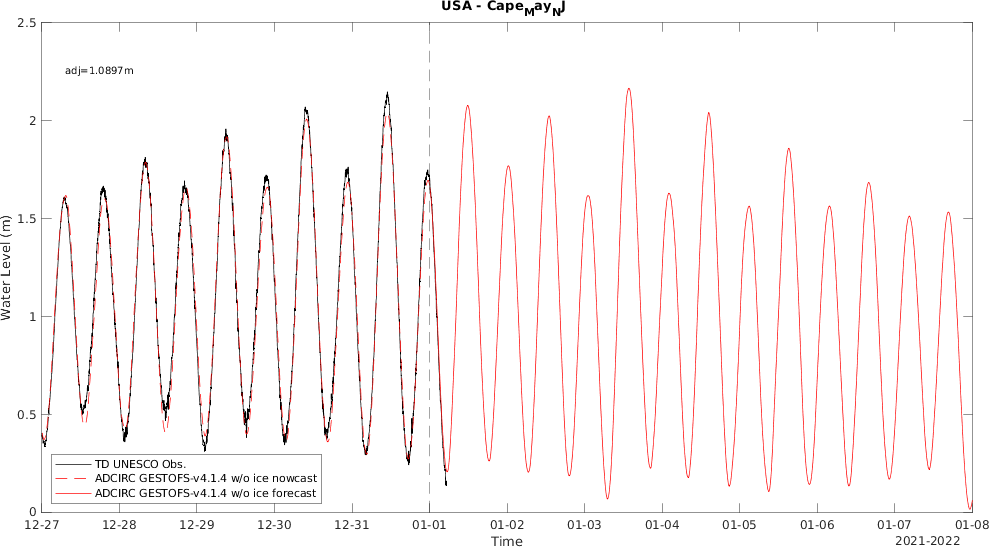 USA - CapeMayNJ
adj=1.0897m
2.5
2
1.5
1
0.5
0
Water Level (m)
TD UNESCO Obs.
ADCIRC GESTOFS-v4.1.4 w/o ice nowcast
ADCIRC GESTOFS-v4.1.4 w/o ice forecast
12-27 12-28 12-29 12-30 12-31 01-01 01-02 01-03 01-04 01-05 01-06 01-07 01-08
Time
2021-2022